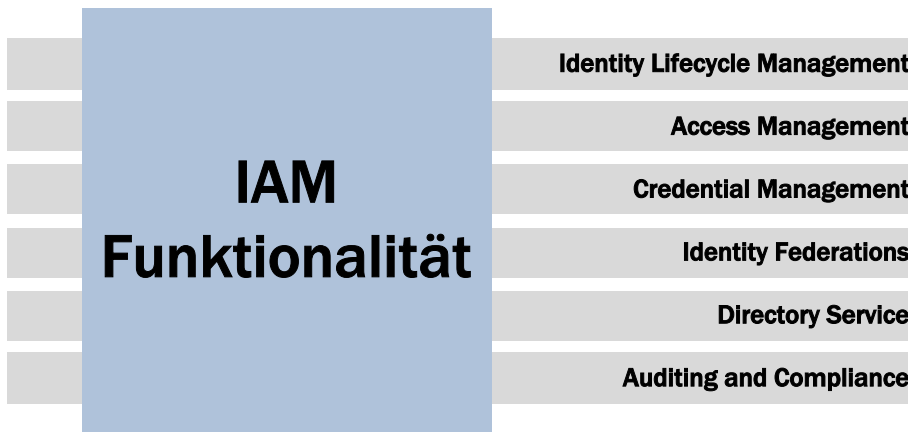 IAM
Funktionalität
Identity Lifecycle Management
Access Management
Credential Management
Identity Federations
Directory Service
Auditing and Compliance